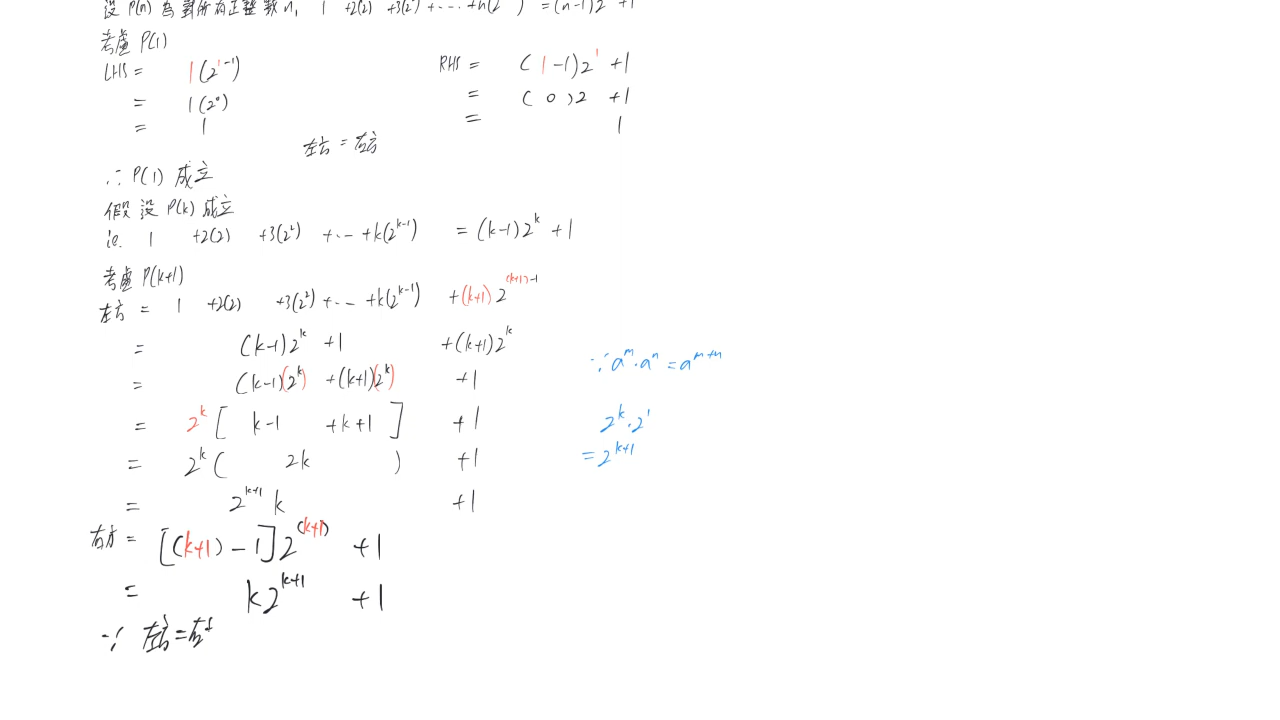 設 P(n) 為對所有正整數 n, 1 +2(2) +3(2²) +...+n(2ⁿ⁻¹) =(n-1)2ⁿ +1
考慮 P(1)
LHS = 1(2¹⁻¹) RHS = (1-1)2¹ +1
= 1(2⁰) = (0)2 +1
= 1 = 1
左方 = 右方
∴ P(1) 成立
假設 P(k) 成立
ie. 1 +2(2) +3(2²) +...+k(2ᵏ⁻¹) = (k-1)2ᵏ +1
考慮 P(k+1)
左方 = 1 +2(2) +3(2²) +...+k(2ᵏ⁻¹) +(k+1)2⁽ᵏ⁺¹⁾⁻¹
= (k-1)2ᵏ +1 +(k+1)2ᵏ
= (k-1)(2ᵏ) +(k+1)(2ᵏ) +1
∵ aᵐ·aⁿ = aᵐ⁺ⁿ
= 2ᵏ[ k-1 +k+1 ] +1
2ᵏ·2¹
= 2ᵏ( 2k ) +1
= 2ᵏ⁺¹
= 2ᵏ⁺¹k +1
右方 = [(k+1)-1]2⁽ᵏ⁺¹⁾ +1
= k2ᵏ⁺¹ +1
∵ 左方=右方